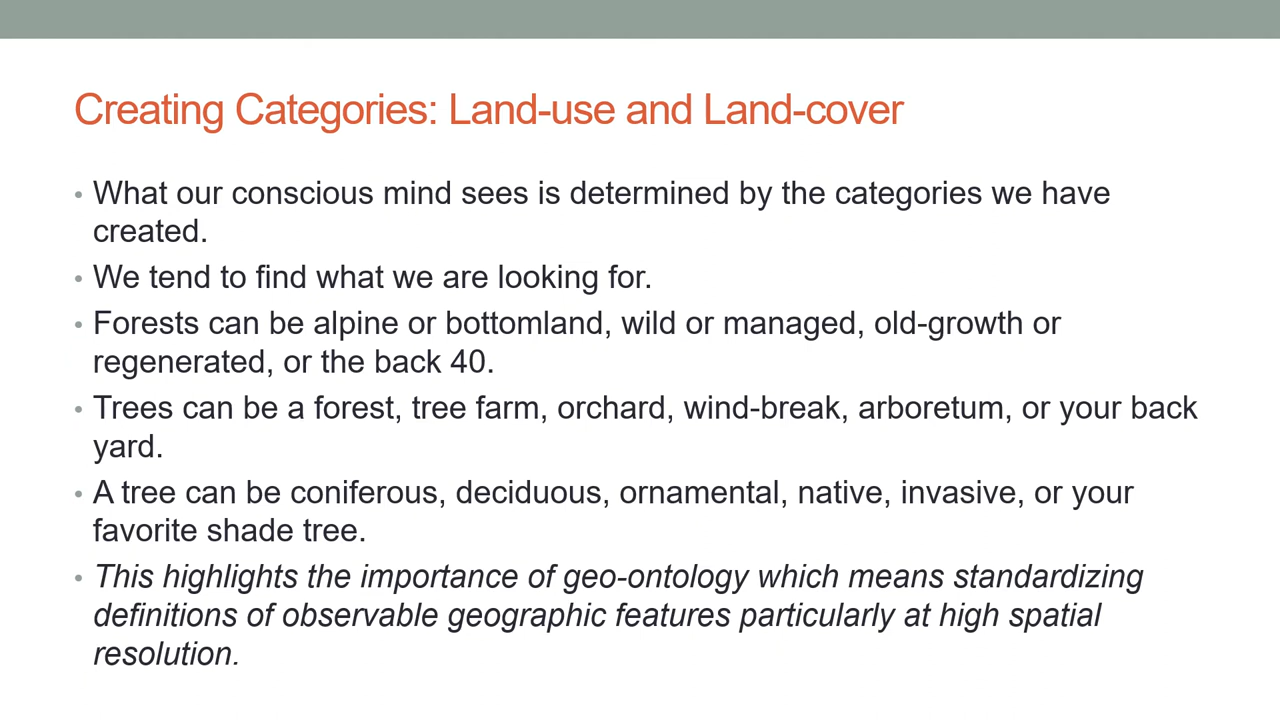 Creating Categories: Land-use and Land-cover
• What our conscious mind sees is determined by the categories we have
created.
• We tend to find what we are looking for.
• Forests can be alpine or bottomland, wild or managed, old-growth or
regenerated, or the back 40.
• Trees can be a forest, tree farm, orchard, wind-break, arboretum, or your back
yard.
• A tree can be coniferous, deciduous, ornamental, native, invasive, or your
favorite shade tree.
• This highlights the importance of geo-ontology which means standardizing
definitions of observable geographic features particularly at high spatial
resolution.